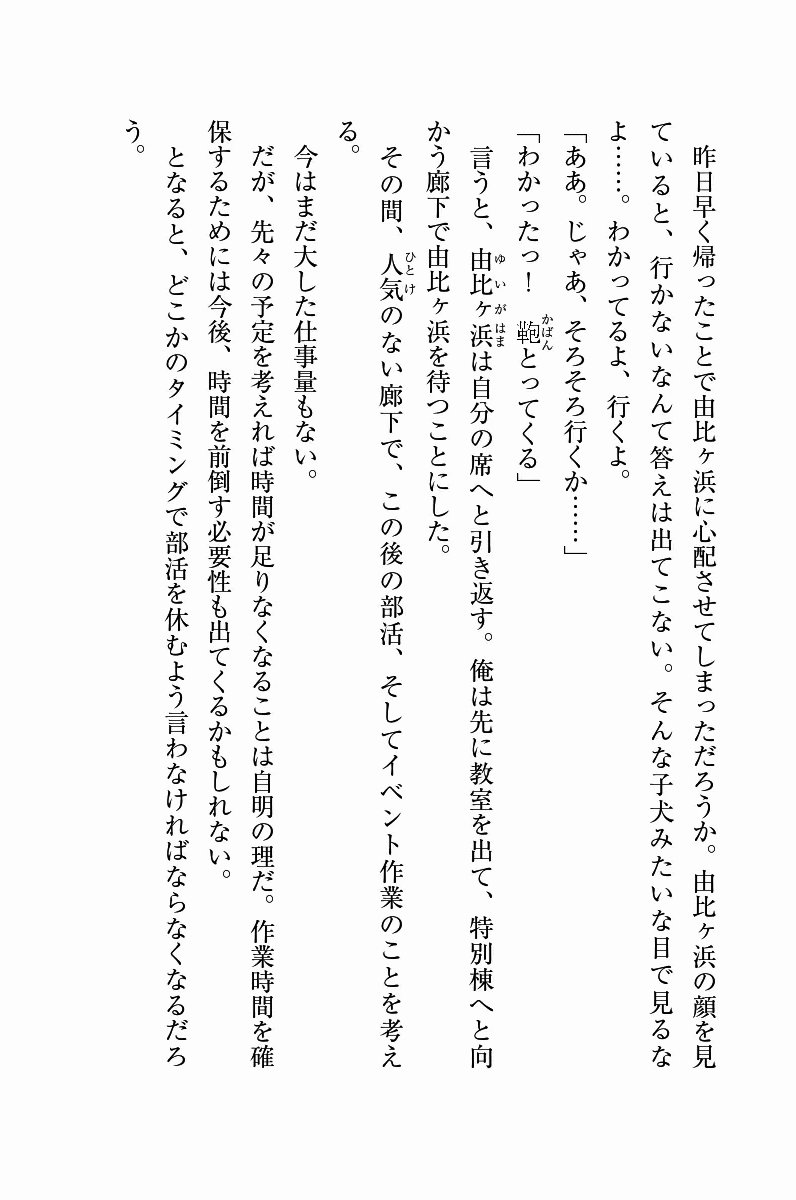 昨日早く帰ったことで由比ヶ浜に心配させてしまっただろうか。由比ヶ浜の顔を見
ていると、行かないなんて答えは出てこない。そんな子犬みたいな目で見るな
よ……。わかってるよ、行くよ。
「ああ。じゃあ、そろそろ行くか……」
「わかったっ！　鞄とってくる」
言うと、由比ヶ浜は自分の席へと引き返す。俺は先に教室を出て、特別棟へと向
かう廊下で由比ヶ浜を待つことにした。
その間、人気のない廊下で、この後の部活、そしてイベント作業のことを考え
る。
今はまだ大した仕事量もない。
だが、先々の予定を考えれば時間が足りなくなることは自明の理だ。作業時間を確
保するためには今後、時間を前倒す必要性も出てくるかもしれない。
となると、どこかのタイミングで部活を休むよう言わなければならなくなるだろ
う。